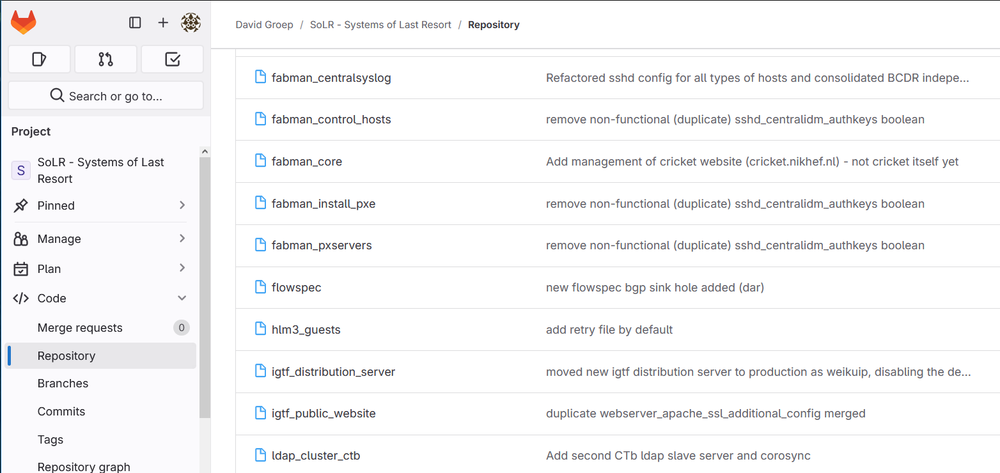 David Groep / SoLR - Systems of Last Resort / Repository
Search or go to...
Project
S
SoLR - Systems of Last
Resort
Pinned
Manage
Plan
Code
Merge requests 0
Repository
Branches
Commits
Tags
Repository graph
fabman_centralsyslog Refactored sshd config for all types of hosts and consolidated BCDR indepe...
fabman_control_hosts remove non-functional (duplicate) sshd_centralidm_authkeys boolean
fabman_core Add management of cricket website (cricket.nikhef.nl) - not cricket itself yet
fabman_install_pxe remove non-functional (duplicate) sshd_centralidm_authkeys boolean
fabman_pxservers remove non-functional (duplicate) sshd_centralidm_authkeys boolean
flowspec new flowspec bgp sink hole added (dar)
hlm3_guests add retry file by default
igtf_distribution_server moved new igtf distribution server to production as weikuip, disabling the de...
igtf_public_website duplicate webserver_apache_ssl_additional_config merged
ldap_cluster_ctb Add second CTb ldap slave server and corosync